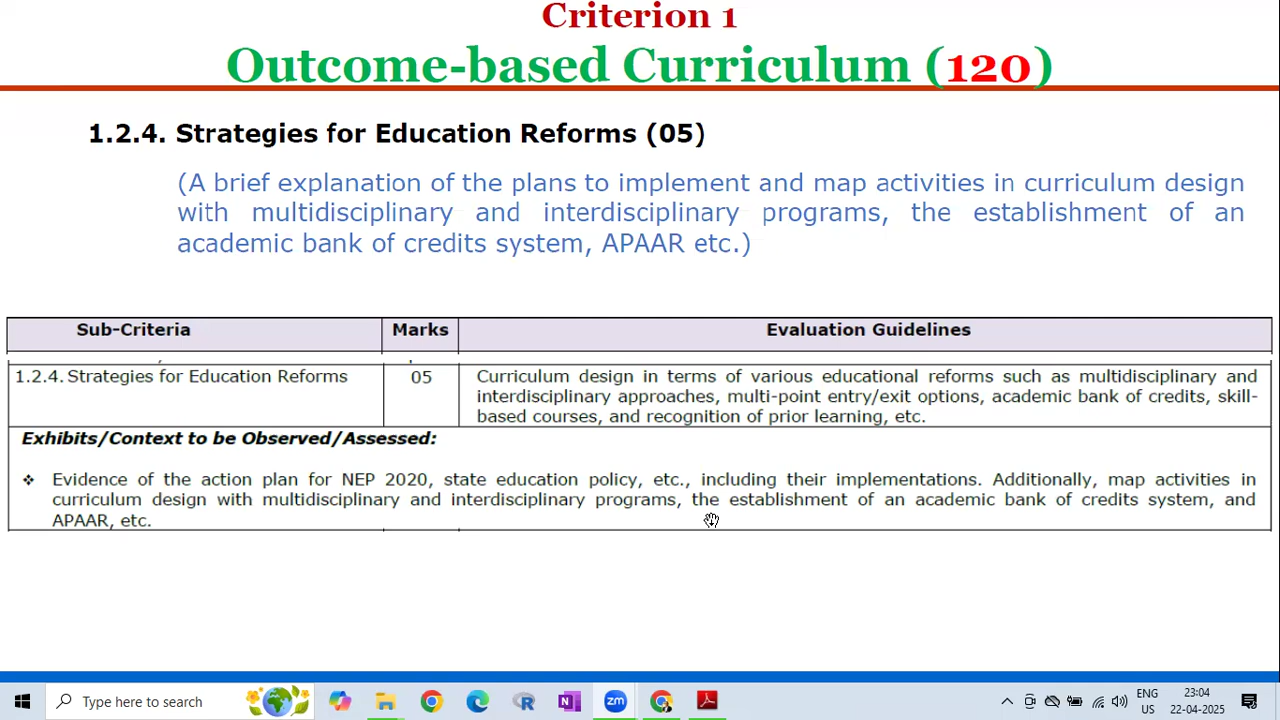 Criterion 1
Outcome-based Curriculum (120)
1.2.4. Strategies for Education Reforms (05)
(A brief explanation of the plans to implement and map activities in curriculum design
with multidisciplinary and interdisciplinary programs, the establishment of an
academic bank of credits system, APAAR etc.)
Sub-Criteria Marks Evaluation Guidelines
1.2.4. Strategies for Education Reforms 05 Curriculum design in terms of various educational reforms such as multidisciplinary and
interdisciplinary approaches, multi-point entry/exit options, academic bank of credits, skill-
based courses, and recognition of prior learning, etc.
Exhibits/Context to be Observed/Assessed:
❖ Evidence of the action plan for NEP 2020, state education policy, etc., including their implementations. Additionally, map activities in
curriculum design with multidisciplinary and interdisciplinary programs, the establishment of an academic bank of credits system, and
APAAR, etc.
Type here to search
zm
ENG
US
23:04
22-04-2025